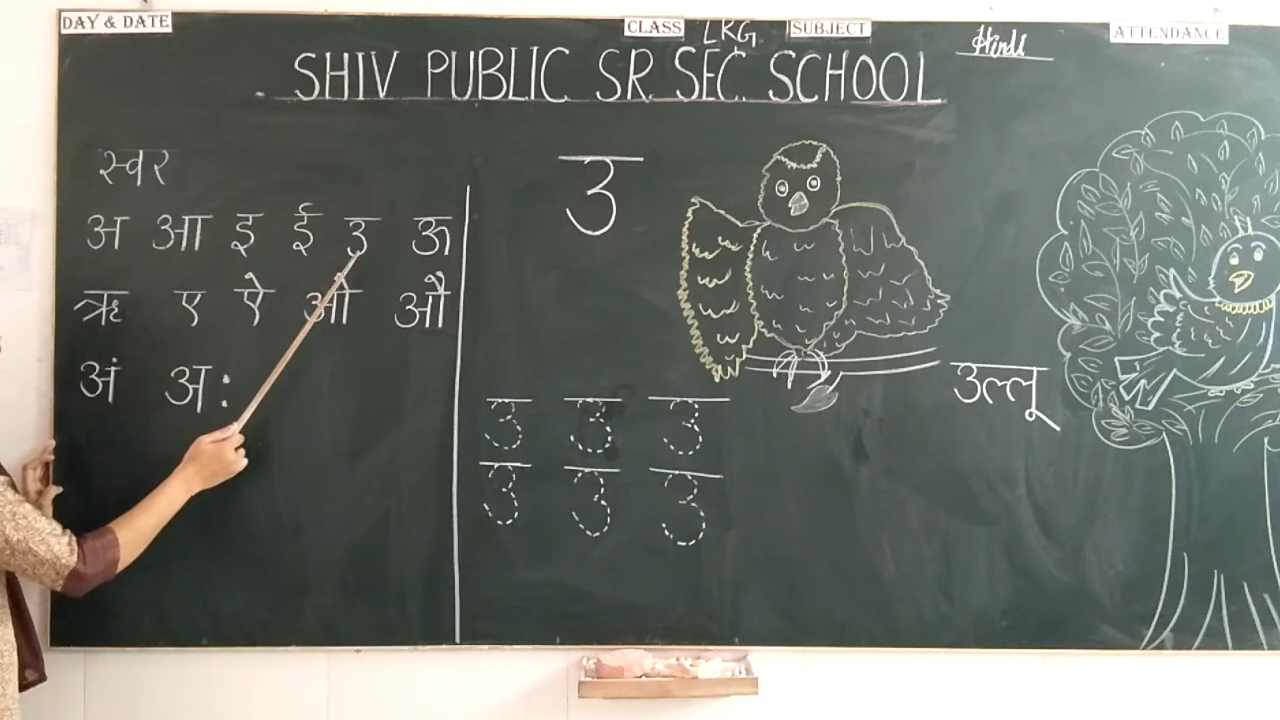 DAY & DATE CLASS LKG SUBJECT Hindi ATTENDANCE
SHIV PUBLIC SR. SEC. SCHOOL
स्वर
अ आ इ ई उ ऊ
ऋ ए ऐ ओ औ
अं अः
उ
उ उ उ
उ उ उ
उल्लू